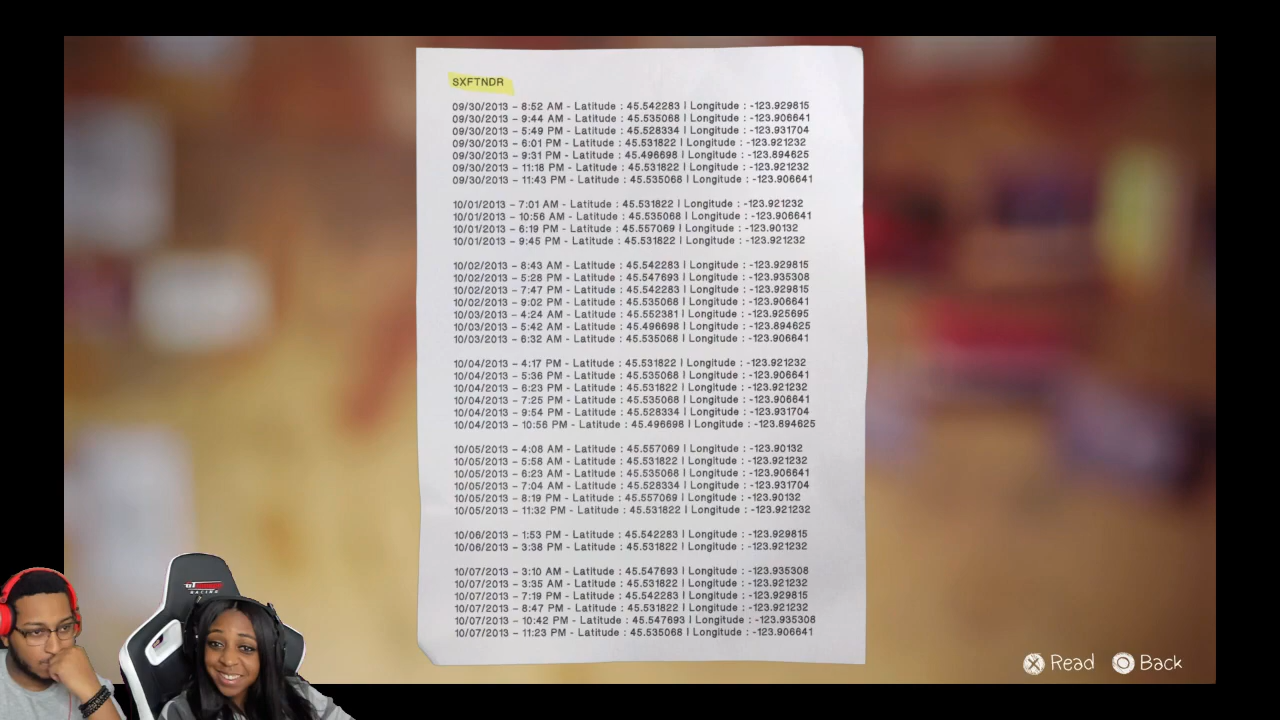 SXFTNDR
09/30/2013 – 8:52 AM - Latitude : 45.542283 | Longitude : -123.929815
09/30/2013 – 9:44 AM - Latitude : 45.535068 | Longitude : -123.906641
09/30/2013 – 5:49 PM - Latitude : 45.528334 | Longitude : -123.931704
09/30/2013 – 6:01 PM - Latitude : 45.531822 | Longitude : -123.921232
09/30/2013 – 9:31 PM - Latitude : 45.496698 | Longitude : -123.894625
09/30/2013 – 11:18 PM - Latitude : 45.531822 | Longitude : -123.921232
09/30/2013 – 11:43 PM - Latitude : 45.535068 | Longitude : -123.906641
10/01/2013 – 7:01 AM - Latitude : 45.531822 | Longitude : -123.921232
10/01/2013 – 10:56 AM - Latitude : 45.535068 | Longitude : -123.906641
10/01/2013 – 6:19 PM - Latitude : 45.557069 | Longitude : -123.90132
10/01/2013 – 9:45 PM - Latitude : 45.531822 | Longitude : -123.921232
10/02/2013 – 8:43 AM - Latitude : 45.542283 | Longitude : -123.929815
10/02/2013 – 5:28 PM - Latitude : 45.547693 | Longitude : -123.935308
10/02/2013 – 7:47 PM - Latitude : 45.542283 | Longitude : -123.929815
10/02/2013 – 9:02 PM - Latitude : 45.535068 | Longitude : -123.906641
10/03/2013 – 4:24 AM - Latitude : 45.552381 | Longitude : -123.925695
10/03/2013 – 5:42 AM - Latitude : 45.496698 | Longitude : -123.894625
10/03/2013 – 6:32 AM - Latitude : 45.535068 | Longitude : -123.906641
10/04/2013 – 4:17 PM - Latitude : 45.531822 | Longitude : -123.921232
10/04/2013 – 5:36 PM - Latitude : 45.535068 | Longitude : -123.906641
10/04/2013 – 6:23 PM - Latitude : 45.531822 | Longitude : -123.921232
10/04/2013 – 7:25 PM - Latitude : 45.535068 | Longitude : -123.906641
10/04/2013 – 9:54 PM - Latitude : 45.528334 | Longitude : -123.931704
10/04/2013 – 10:56 PM - Latitude : 45.496698 | Longitude : -123.894625
10/05/2013 – 4:08 AM - Latitude : 45.557069 | Longitude : -123.90132
10/05/2013 – 5:58 AM - Latitude : 45.531822 | Longitude : -123.921232
10/05/2013 – 6:23 AM - Latitude : 45.535068 | Longitude : -123.906641
10/05/2013 – 7:04 AM - Latitude : 45.528334 | Longitude : -123.931704
10/05/2013 – 8:19 PM - Latitude : 45.557069 | Longitude : -123.90132
10/05/2013 – 11:32 PM - Latitude : 45.531822 | Longitude : -123.921232
10/06/2013 – 1:53 PM - Latitude : 45.542283 | Longitude : -123.929815
10/06/2013 – 3:38 PM - Latitude : 45.531822 | Longitude : -123.921232
10/07/2013 – 3:10 AM - Latitude : 45.547693 | Longitude : -123.935308
10/07/2013 – 3:35 AM - Latitude : 45.531822 | Longitude : -123.921232
10/07/2013 – 7:19 PM - Latitude : 45.542283 | Longitude : -123.929815
10/07/2013 – 8:47 PM - Latitude : 45.531822 | Longitude : -123.921232
10/07/2013 – 10:42 PM - Latitude : 45.547693 | Longitude : -123.935308
10/07/2013 – 11:23 PM - Latitude : 45.535068 | Longitude : -123.906641
Read Back
RACING